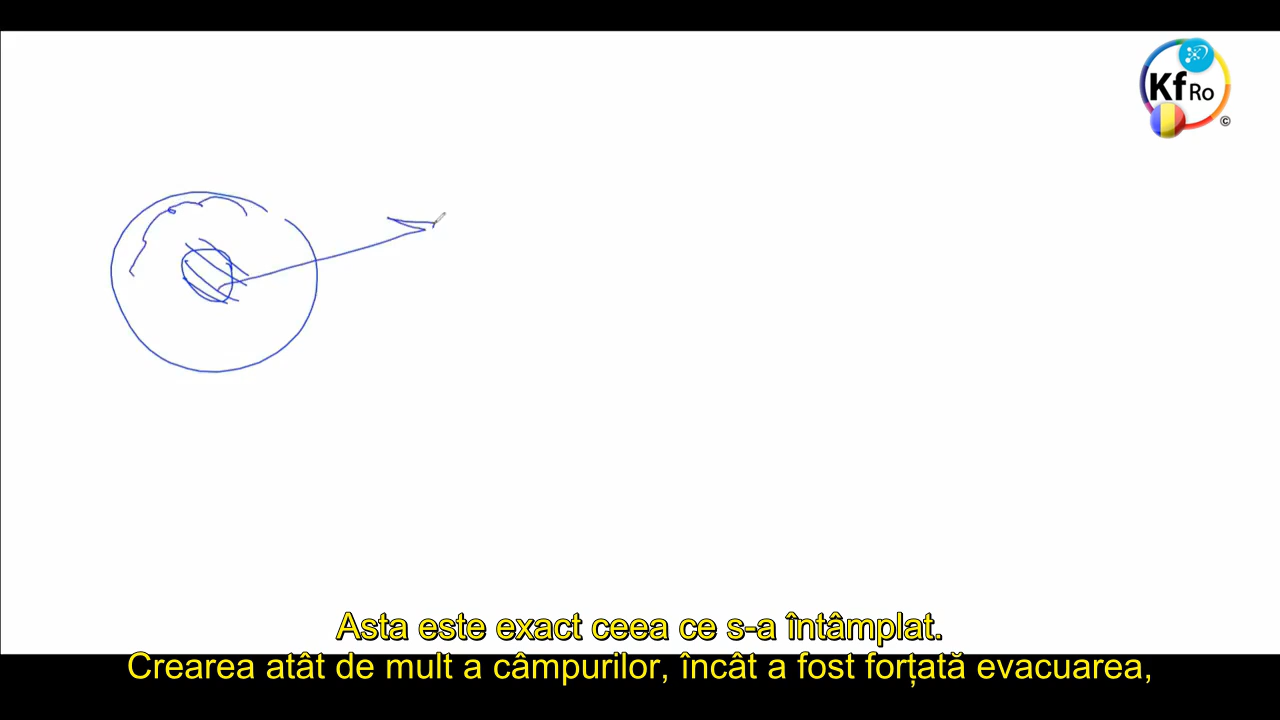 Kf Ro
©
Asta este exact ceea ce s-a întâmplat.
Crearea atât de mult a câmpurilor, încât a fost forțată evacuarea,